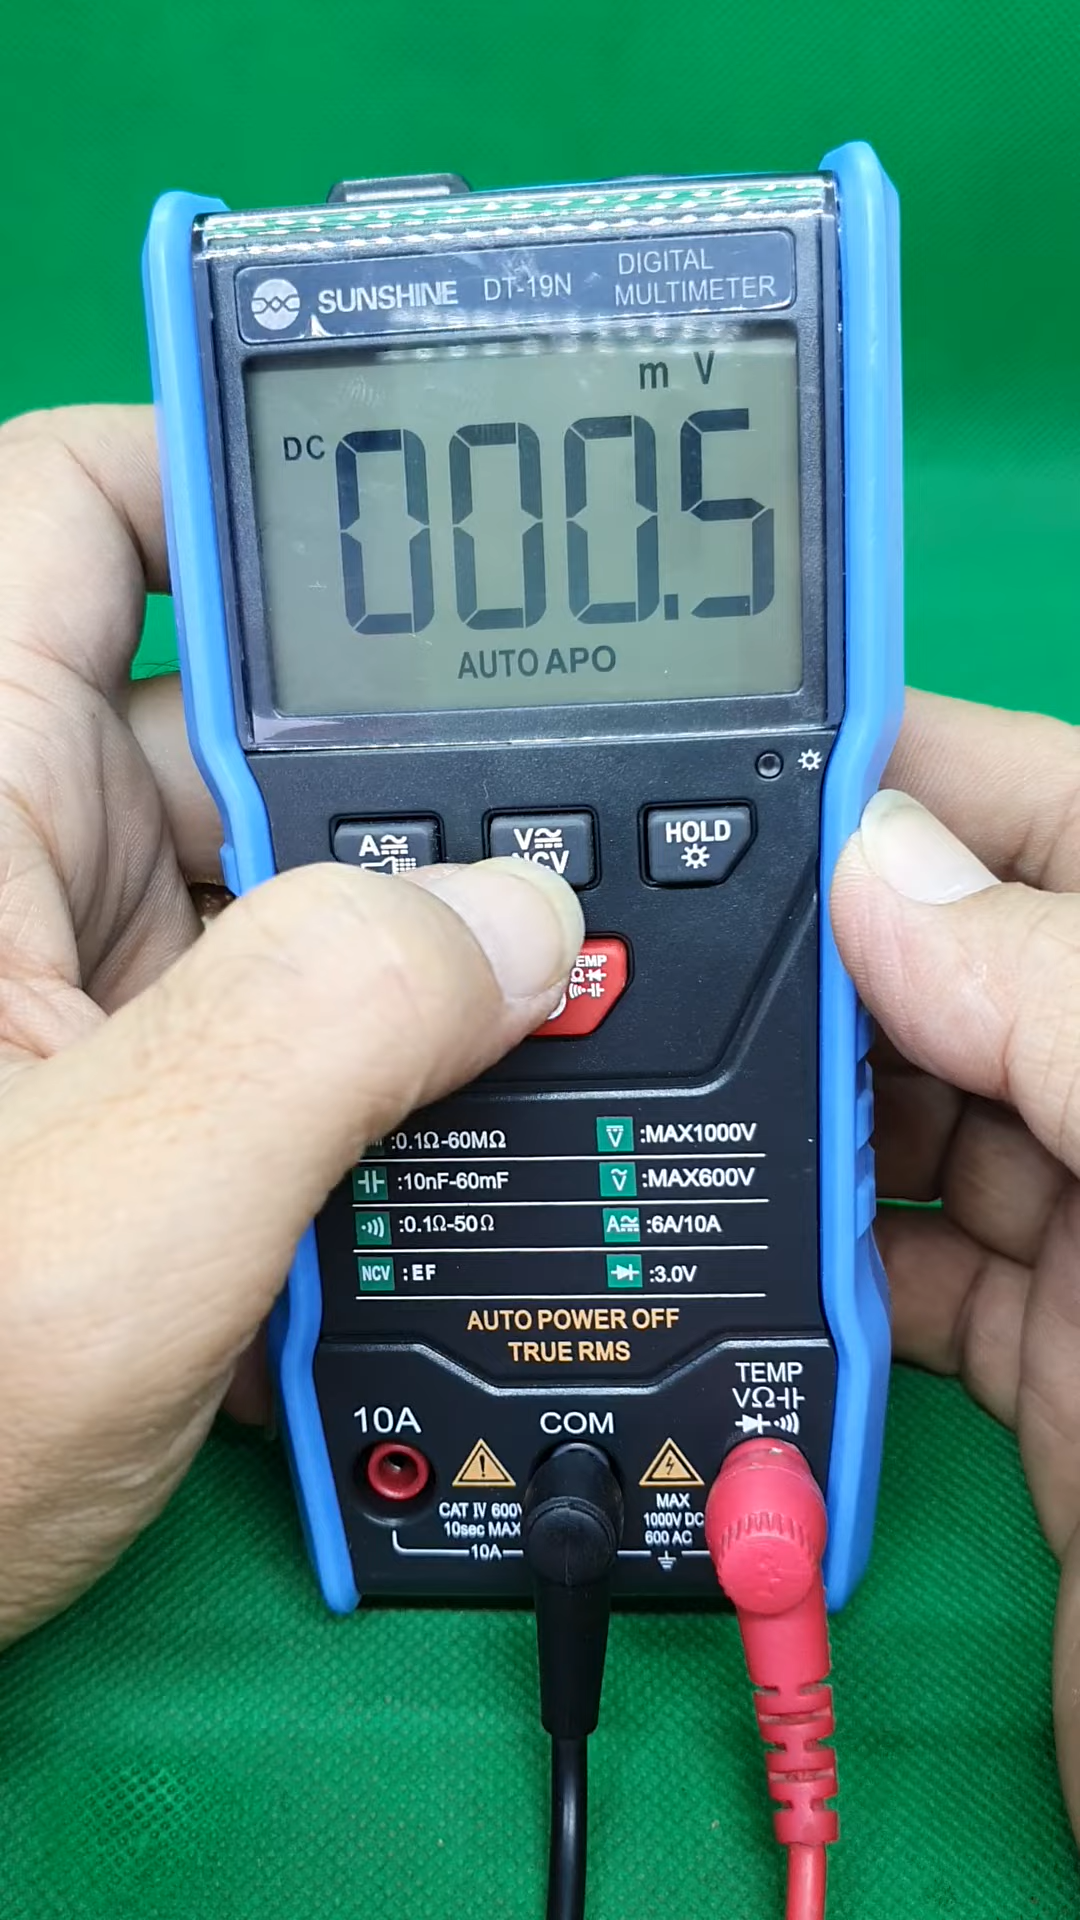 SUNSHINE DT-19N DIGITAL MULTIMETER
m V
DC 000.5
AUTO APO
A V HOLD
NCV
TEMP
Ω
:0.1Ω-60MΩ V :MAX1000V
:10nF-60mF V :MAX600V
:0.1Ω-50Ω A :6A/10A
NCV :EF :3.0V
AUTO POWER OFF
TRUE RMS
TEMP
VΩ
10A COM
CAT IV 600V
10sec MAX
10A
MAX
1000V DC
600 AC